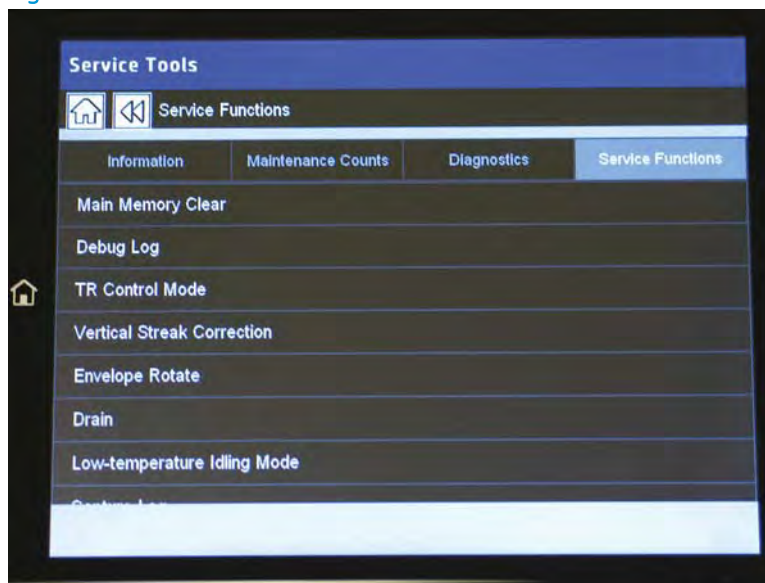 Service Tools
Service Functions
Information Maintenance Counts Diagnostics Service Functions
Main Memory Clear
Debug Log
TR Control Mode
Vertical Streak Correction
Envelope Rotate
Drain
Low-temperature Idling Mode